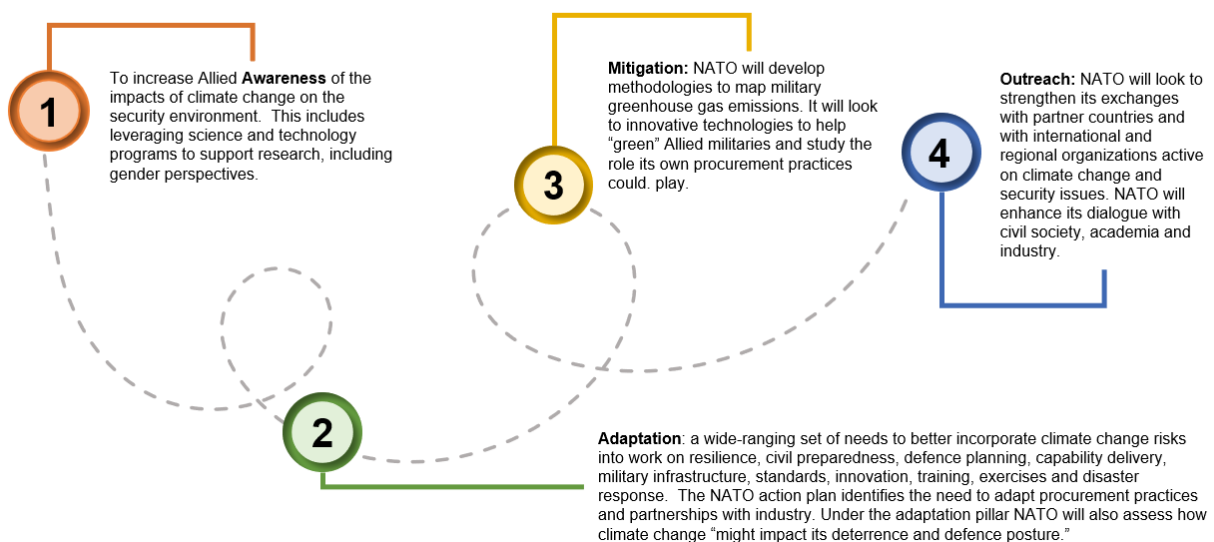 1
To increase Allied Awareness of the
impacts of climate change on the
security environment.  This includes
leveraging science and technology
programs to support research, including
gender perspectives.
2
Adaptation: a wide-ranging set of needs to better incorporate climate change risks
into work on resilience, civil preparedness, defence planning, capability delivery,
military infrastructure, standards, innovation, training, exercises and disaster
response.  The NATO action plan identifies the need to adapt procurement practices
and partnerships with industry. Under the adaptation pillar NATO will also assess how
climate change “might impact its deterrence and defence posture.”
3
Mitigation: NATO will develop
methodologies to map military
greenhouse gas emissions. It will look
to innovative technologies to help
“green” Allied militaries and study the
role its own procurement practices
could. play.
4
Outreach: NATO will look to
strengthen its exchanges
with partner countries and
with international and
regional organizations active
on climate change and
security issues. NATO will
enhance its dialogue with
civil society, academia and
industry.